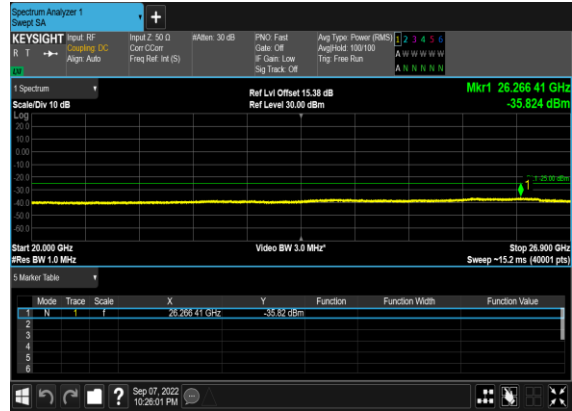 Spectrum Analyzer 1
Swept SA
+
KEYSIGHT Input: RF Input Z: 50 Ω #Atten: 30 dB PNO: Fast Avg Type: Power (RMS) 1 2 3 4 5 6
R T Coupling: DC Corr CCorr Gate: Off Avg|Hold: 100/100 A W W W W W
Align: Auto Freq Ref: Int (S) IF Gain: Low Trig: Free Run
Sig Track: Off A N N N N N
1 Spectrum Ref Lvl Offset 15.38 dB Mkr1 26.266 41 GHz
Scale/Div 10 dB Ref Level 30.00 dBm -35.824 dBm
Log
20.0
10.0
0.00
-10.0
-20.0
-30.0
-40.0
-50.0
-60.0
1 -25.00 dBm
1
Start 20.000 GHz Video BW 3.0 MHz* Stop 26.900 GHz
#Res BW 1.0 MHz Sweep ~15.2 ms (40001 pts)
5 Marker Table
Mode Trace Scale X Y Function Function Width Function Value
1 N 1 f 26.266 41 GHz -35.82 dBm
2
3
4
5
6
? Sep 07, 2022
10:26:01 PM